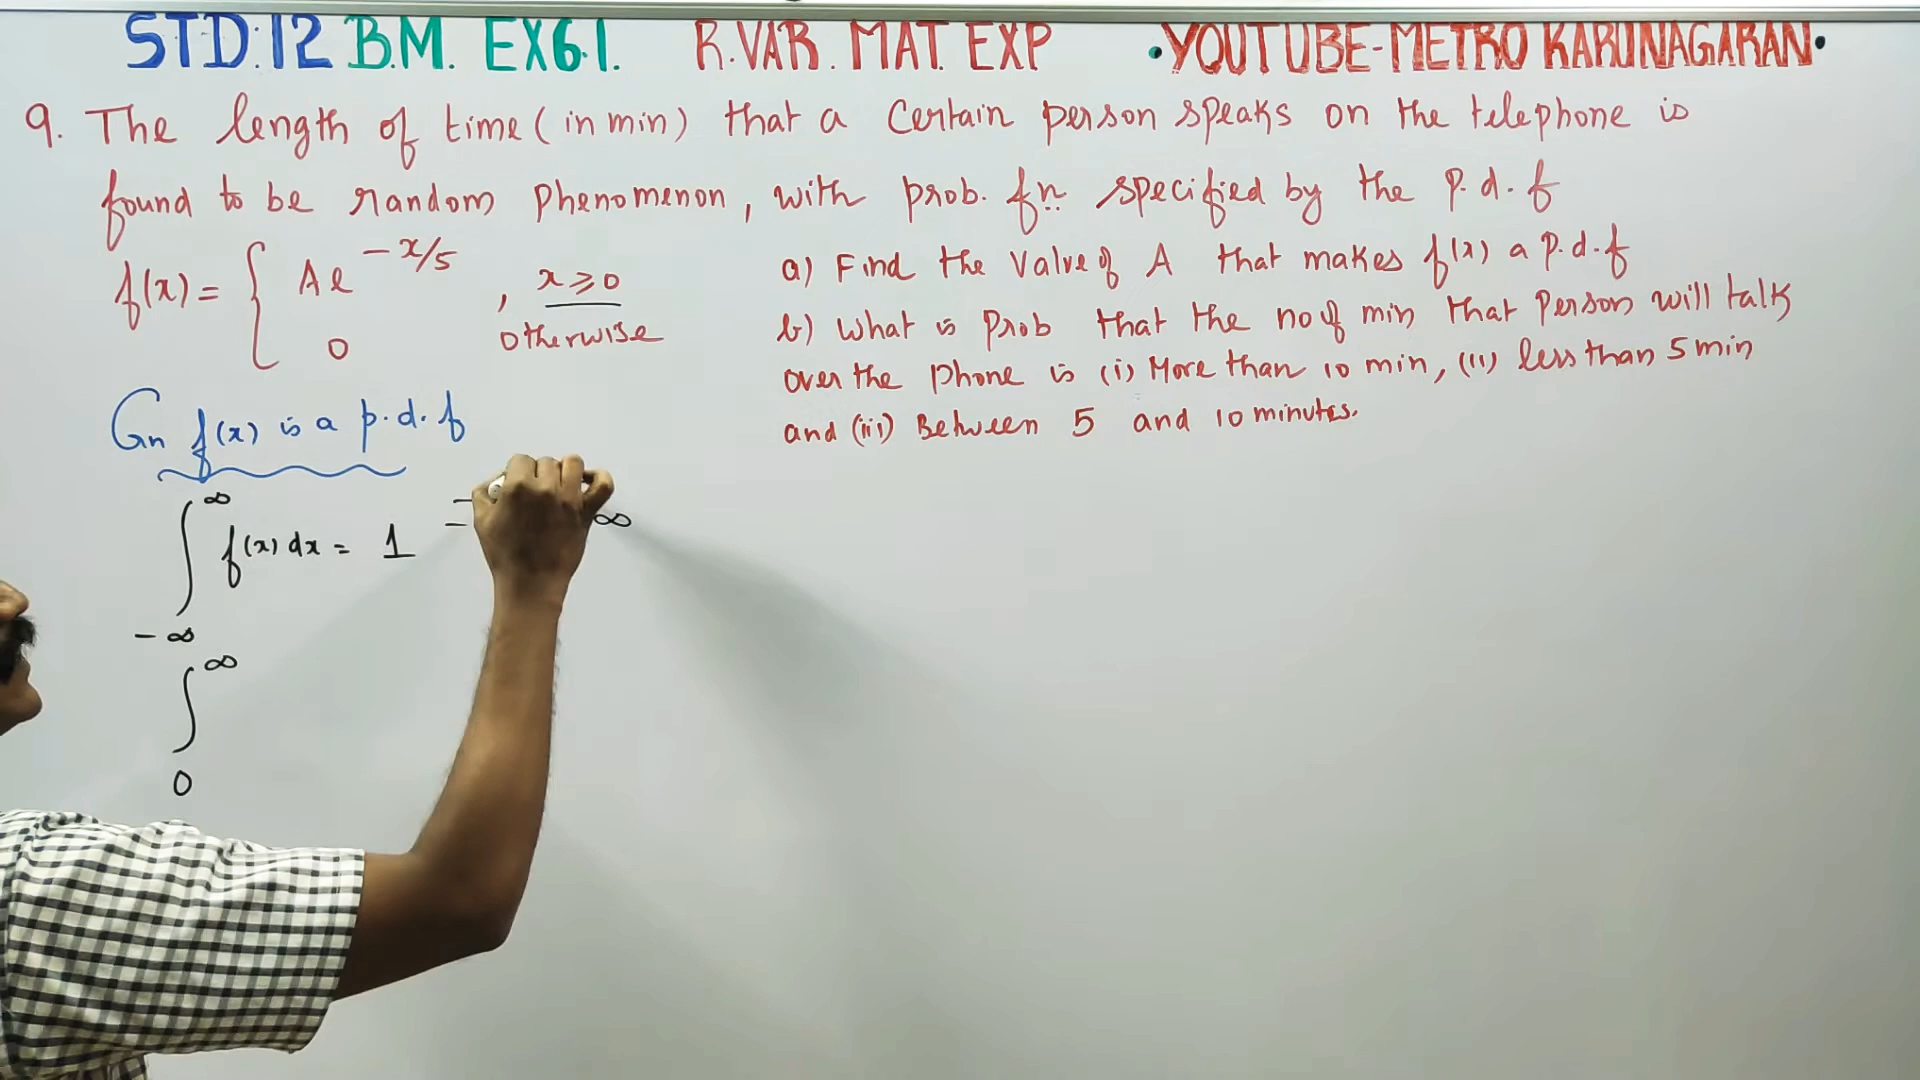 STD:12 B.M. EX6.1. R.VAR. MAT. EXP •YOUTUBE-METRO KARUNAGARAN•
9. The length of time (in min) that a Certain person speaks on the telephone is
found to be random phenomenon, with prob. fn specified by the p.d.f
f(x) = { Ae^{-x/5} , x ⩾ 0
0 otherwise
a) Find the value of A that makes f(x) a p.d.f
b) What is prob that the no of min that person will talk
over the phone is (i) More than 10 min, (ii) less than 5 min
and (iii) Between 5 and 10 minutes.
Gn f(x) is a p.d.f
∫_{-∞}^{∞} f(x) dx = 1
∞
∫_{0}^{∞}